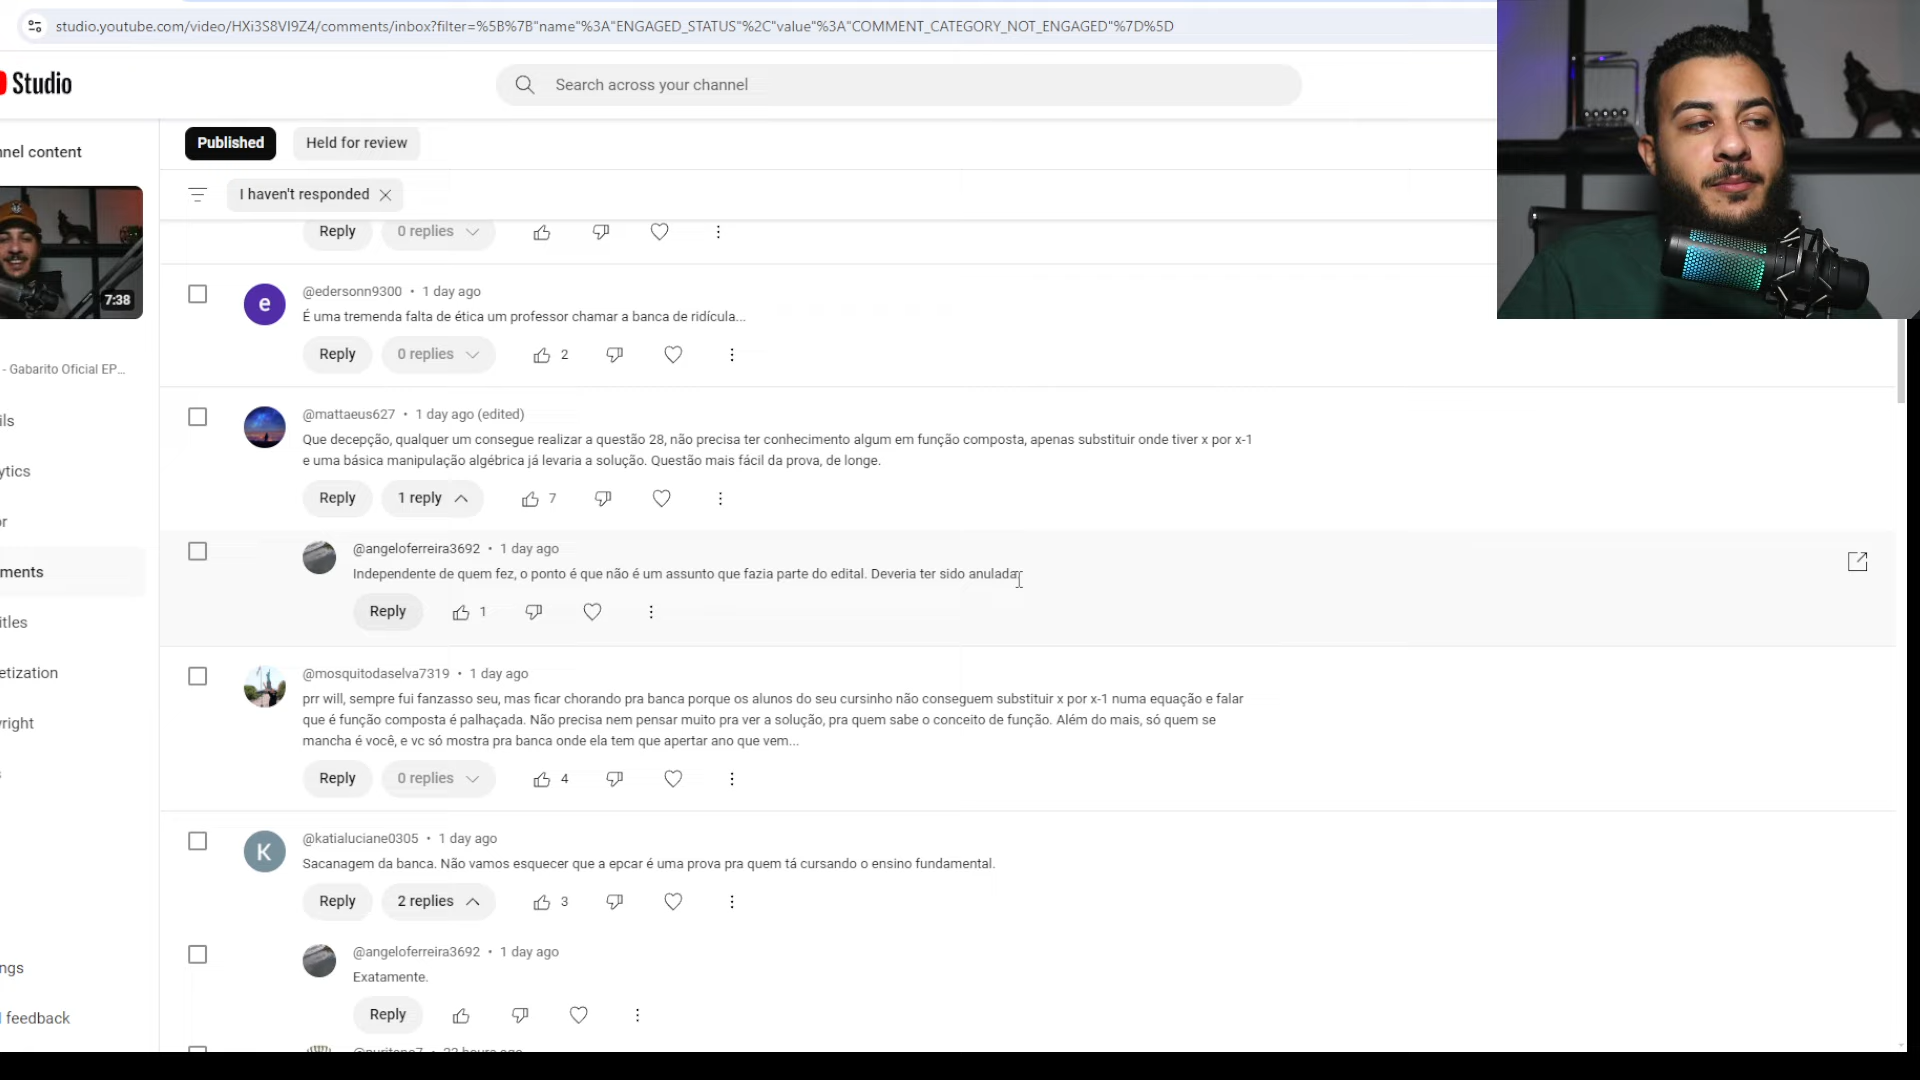 studio.youtube.com/video/HXi3S8VI9Z4/comments/inbox?filter=%5B%7B"name"%3A"ENGAGED_STATUS"%2C"value"%3A"COMMENT_CATEGORY_NOT_ENGAGED"%7D%5D
Studio
Search across your channel
nnel content
Published
Held for review
I haven't responded
Reply 0 replies
7:38
@edersonn9300 • 1 day ago
É uma tremenda falta de ética um professor chamar a banca de ridícula...
Reply 0 replies 2
- Gabarito Oficial EP...
ils
@mattaeus627 • 1 day ago (edited)
Que decepção, qualquer um consegue realizar a questão 28, não precisa ter conhecimento algum em função composta, apenas substituir onde tiver x por x-1
e uma básica manipulação algébrica já levaria a solução. Questão mais fácil da prova, de longe.
ytics
Reply 1 reply 7
or
@angeloferreira3692 • 1 day ago
Independente de quem fez, o ponto é que não é um assunto que fazia parte do edital. Deveria ter sido anulada.
ments
Reply 1
itles
@mosquitodaselva7319 • 1 day ago
etization
prr will, sempre fui fanzasso seu, mas ficar chorando pra banca porque os alunos do seu cursinho não conseguem substituir x por x-1 numa equação e falar
que é função composta é palhaçada. Não precisa nem pensar muito pra ver a solução, pra quem sabe o conceito de função. Além do mais, só quem se
mancha é você, e vc só mostra pra banca onde ela tem que apertar ano que vem...
yright
Reply 0 replies 4
K
@katialuciane0305 • 1 day ago
Sacanagem da banca. Não vamos esquecer que a epcar é uma prova pra quem tá cursando o ensino fundamental.
Reply 2 replies 3
@angeloferreira3692 • 1 day ago
Exatamente.
ngs
Reply
feedback